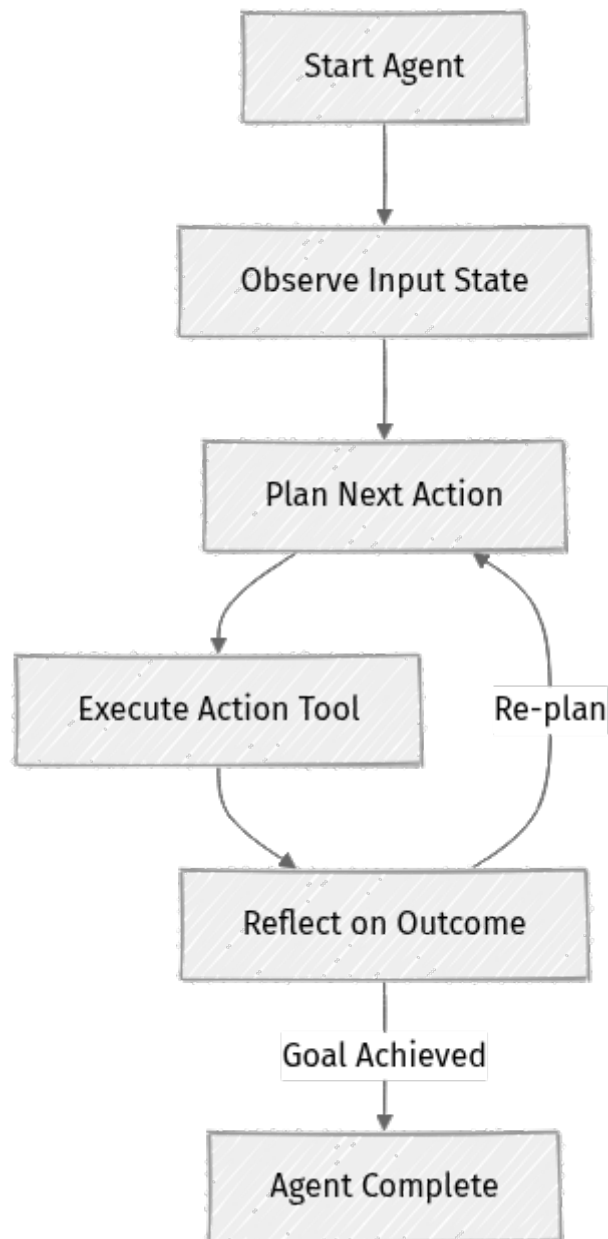 Start Agent
Observe Input State
Plan Next Action
Execute Action Tool
Re-plan
Reflect on Outcome
Goal Achieved
Agent Complete